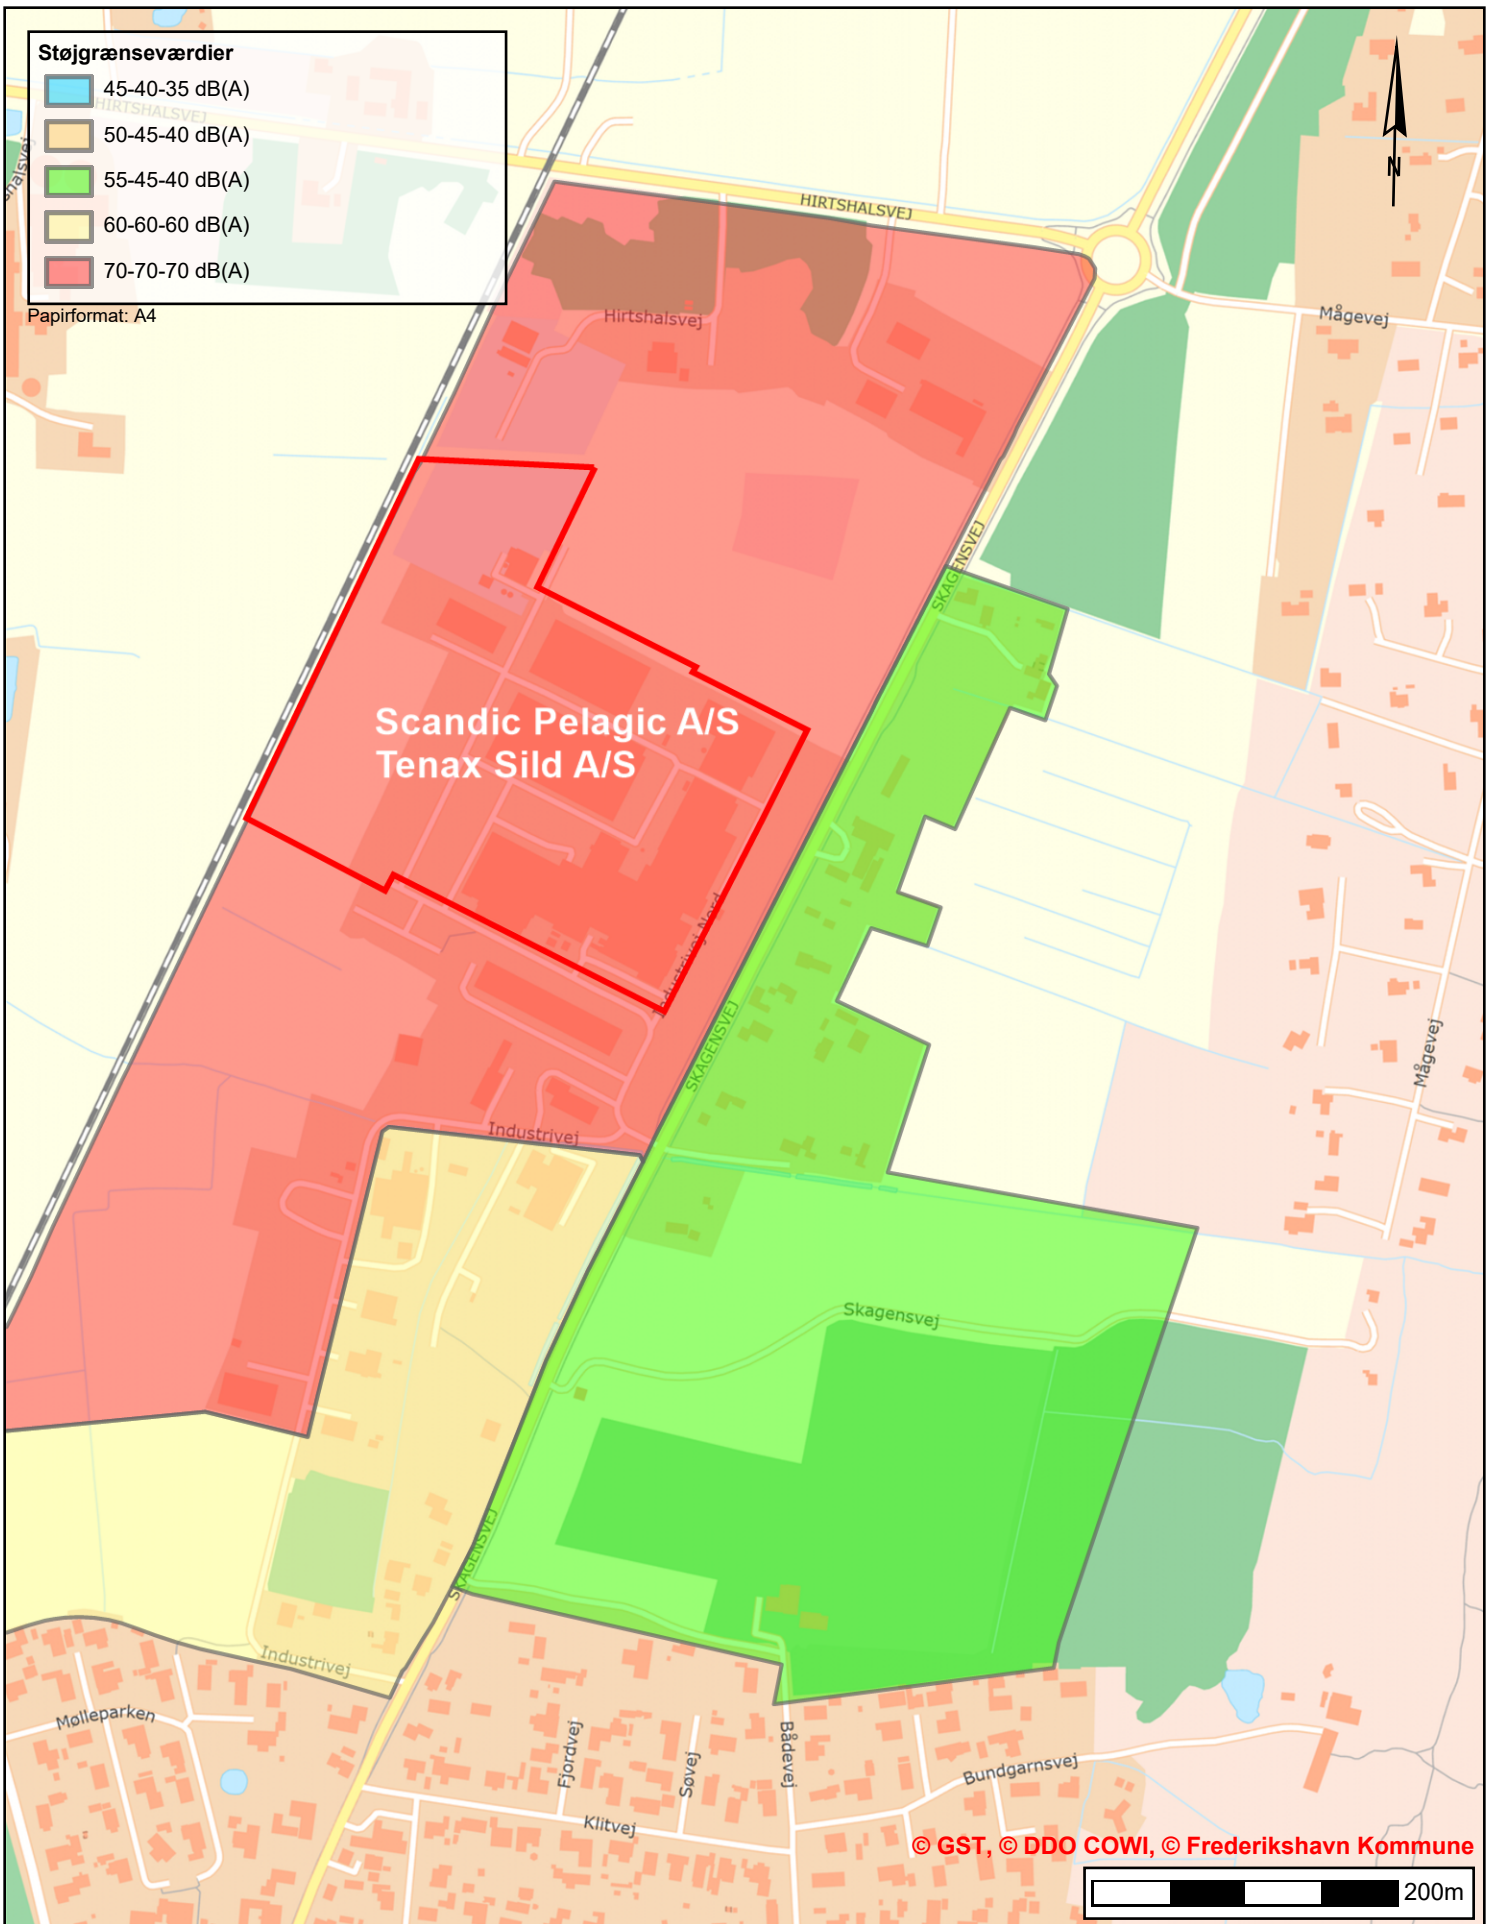 Støjgrænseværdier
45-40-35 dB(A)
50-45-40 dB(A)
55-45-40 dB(A)
60-60-60 dB(A)
70-70-70 dB(A)
Papirformat: A4
HIRTSHALSVEJ
HIRTSHALSVEJ
N
Hirtshalsvej
Mågevej
SKAGENSVEJ
Scandic Pelagic A/S
Tenax Sild A/S
Industrivej Nord
SKAGENSVEJ
Mågevej
Industrivej
Skagensvej
SKAGENSVEJ
Industrivej
Mølleparken
Fjordvej
Søvej
Bådevej
Bundgarnsvej
Klitvej
© GST, © DDO COWI, © Frederikshavn Kommune
200m